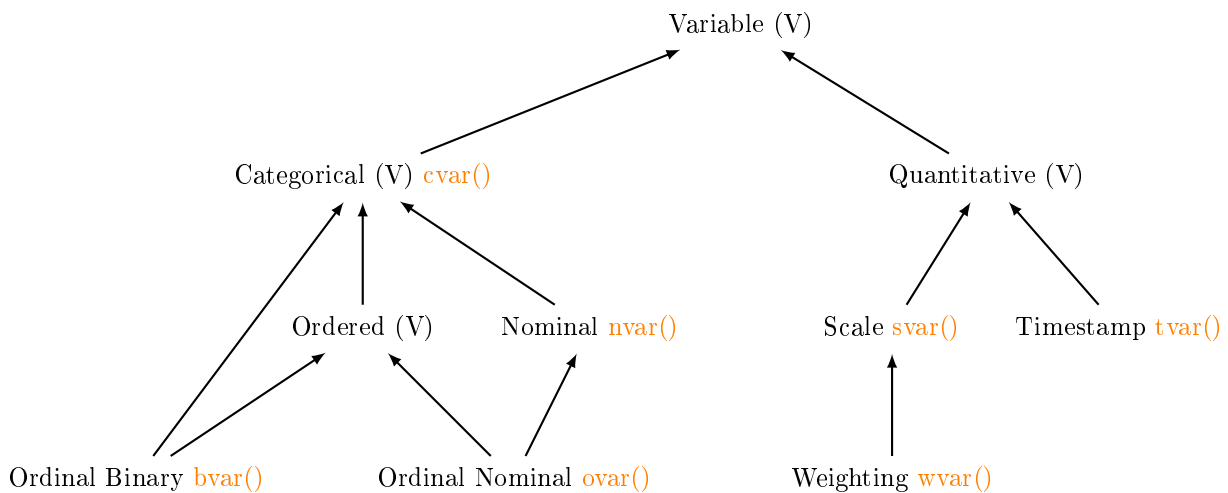 Variable (V)
Categorical (V) cvar()
Quantitative (V)
Ordered (V)
Nominal nvar()
Scale svar()
Timestamp tvar()
Ordinal Binary bvar()
Ordinal Nominal ovar()
Weighting wvar()